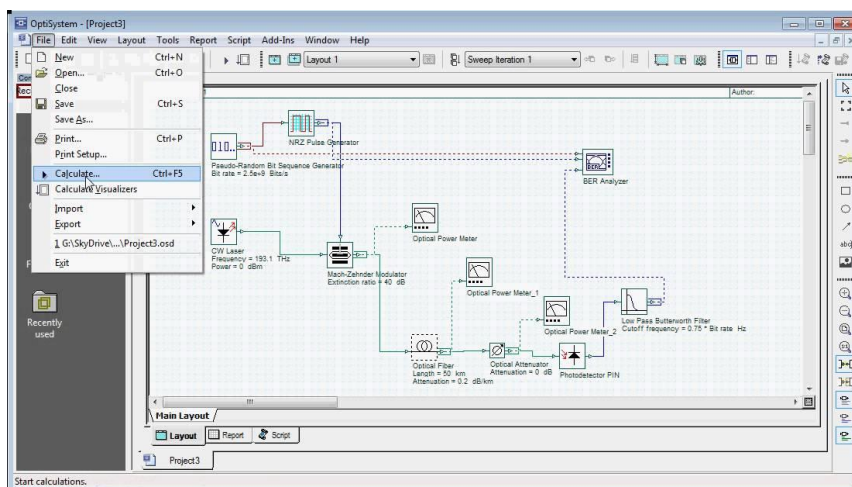 OptiSystem - [Project3]
File Edit View Layout Tools Report Script Add-Ins Window Help
New Ctrl+N
Open... Ctrl+O
Close
Save Ctrl+S
Save As...
Print... Ctrl+P
Print Setup...
Calculate... Ctrl+F5
Calculate Visualizers
Import
Export
1 G:\SkyDrive\...\Project3.osd
Exit
Layout 1
Sweep Iteration 1
Author:
NRZ Pulse Generator
010..
Pseudo-Random Bit Sequence Generator
Bit rate = 2.5e+9 Bits/s
BER
BER Analyzer
CW Laser
Frequency = 193.1 THz
Power = 0 dBm
Mach-Zehnder Modulator
Extinction ratio = 40 dB
Optical Power Meter
Optical Power Meter_1
Optical Power Meter_2
Low Pass Butterworth Filter
Cutoff frequency = 0.75 * Bit rate Hz
Optical Fiber
Length = 50 km
Attenuation = 0.2 dB/km
Optical Attenuator
Attenuation = 0 dB
Photodetector PIN
Recently
used
Main Layout
Layout Report Script
Project3
Start calculations.